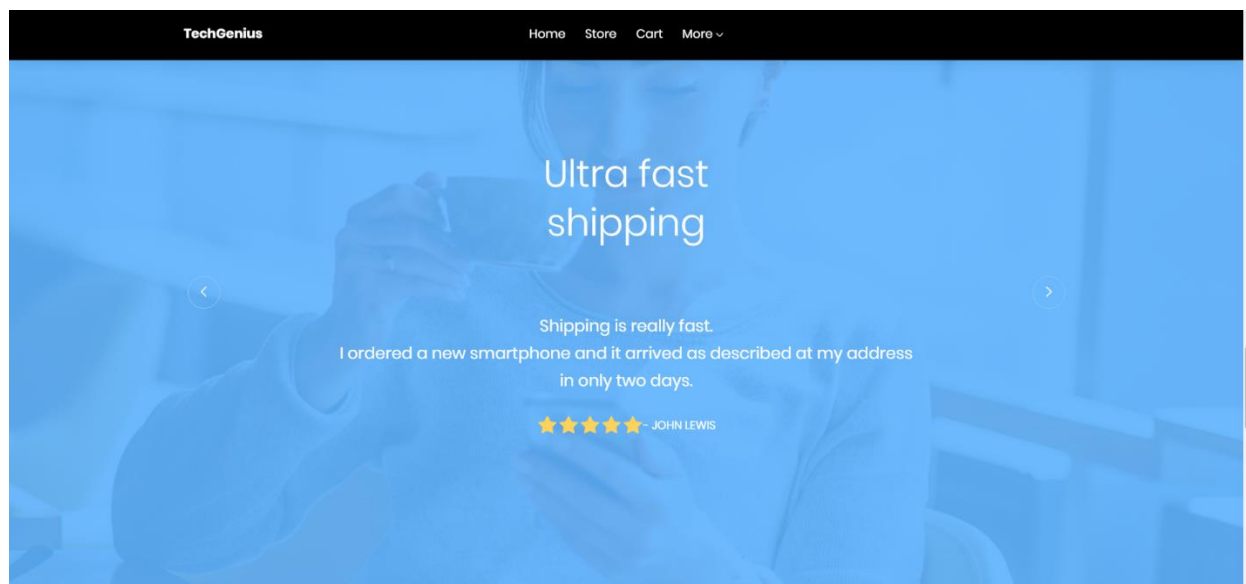 TechGenius
Home Store Cart More
Ultra fast
shipping
Shipping is really fast.
I ordered a new smartphone and it arrived as described at my address
in only two days.
- JOHN LEWIS